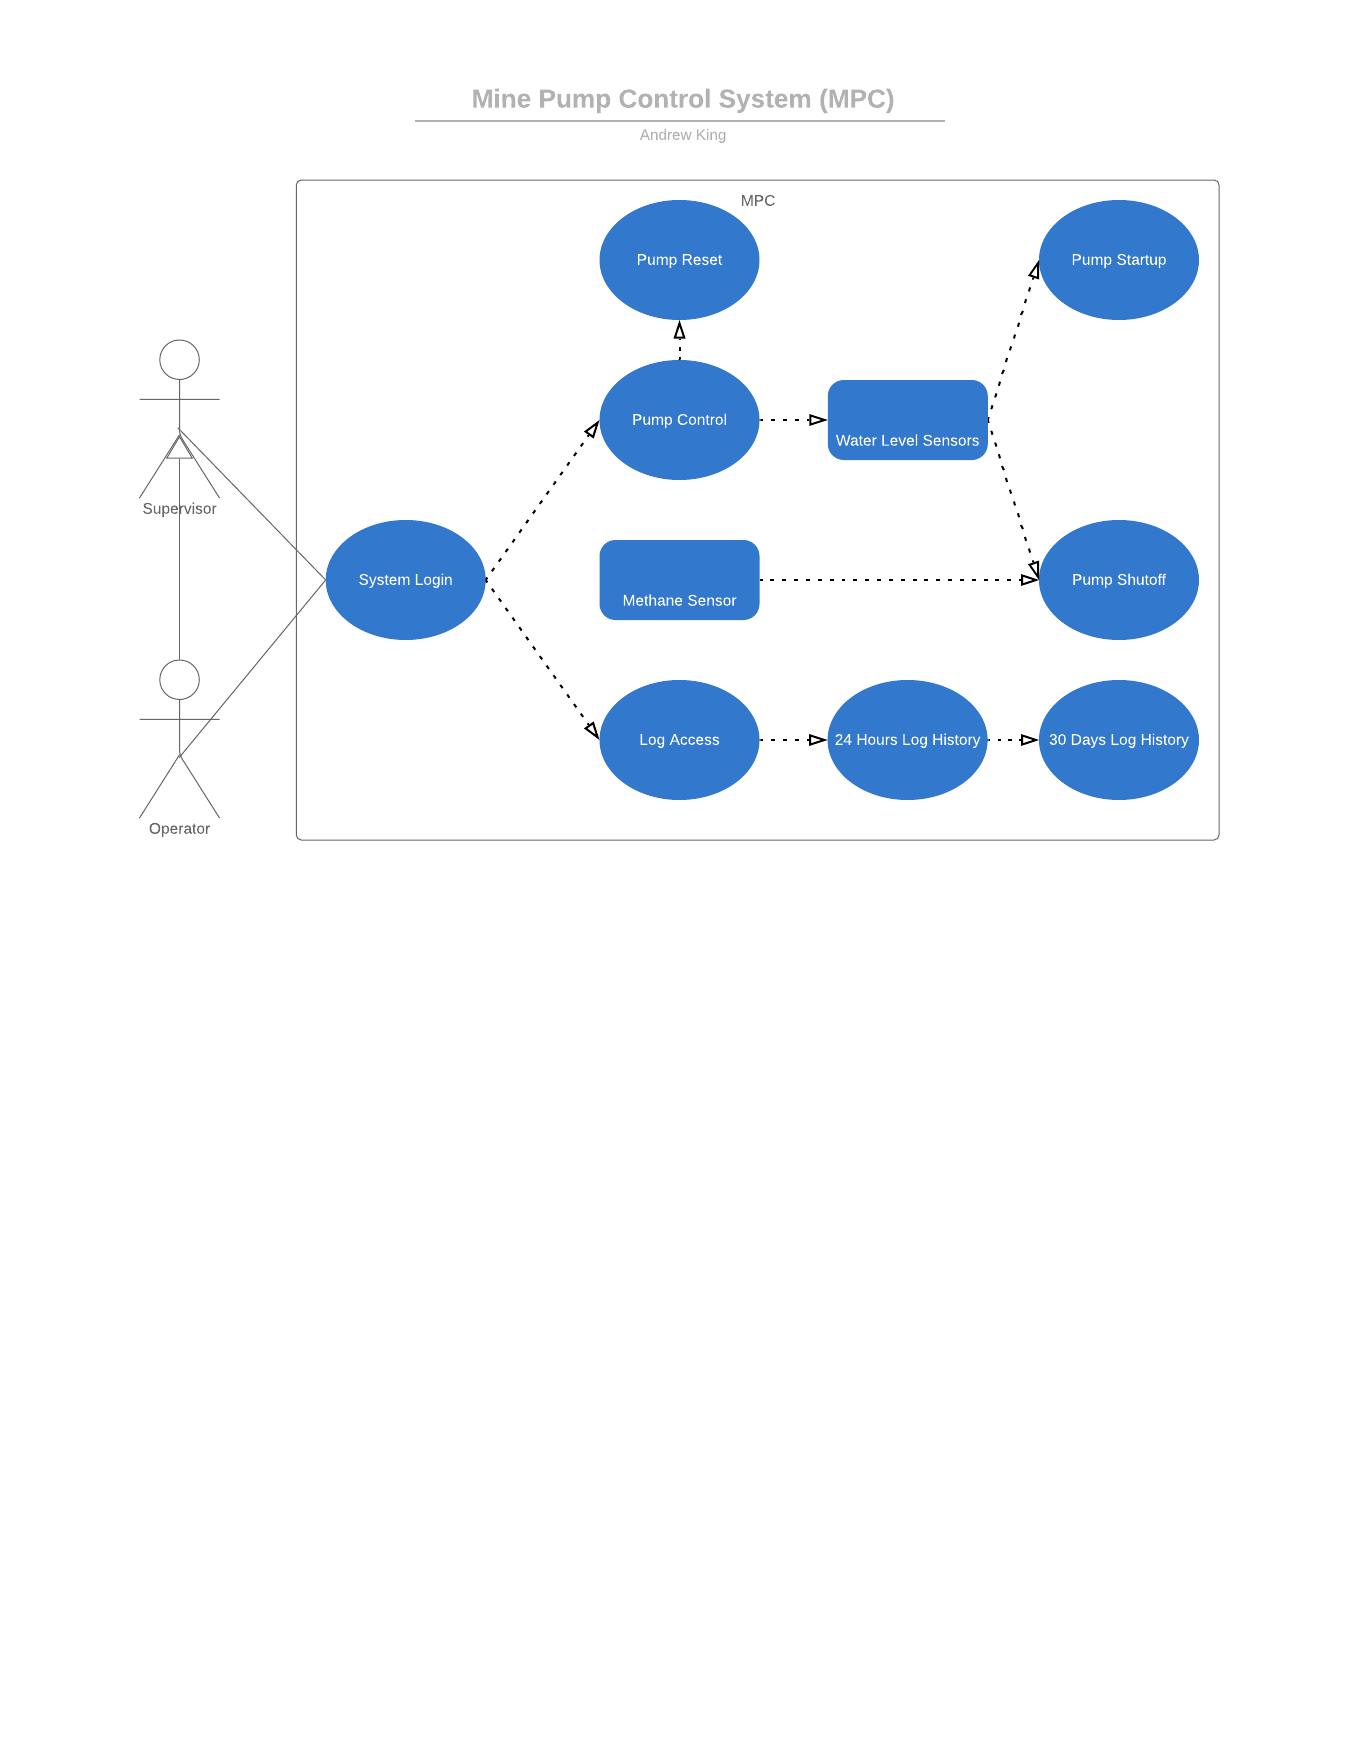 Mine Pump Control System (MPC)
Andrew King
MPC
Pump Reset
Pump Startup
Pump Control
Water Level Sensors
Supervisor
System Login
Methane Sensor
Pump Shutoff
Log Access
24 Hours Log History
30 Days Log History
Operator